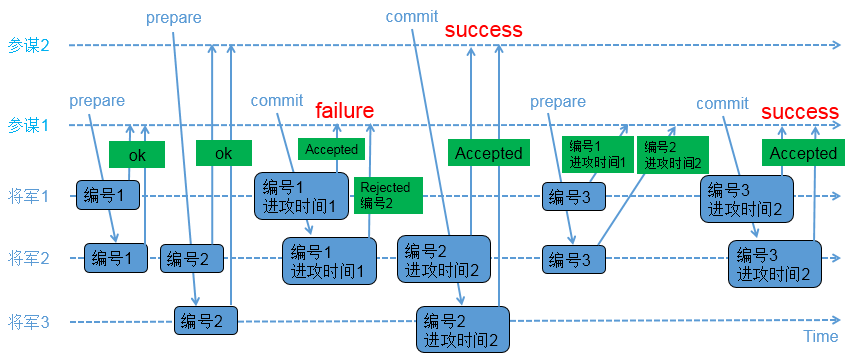 prepare
commit
参谋2
success
prepare
commit
failure
prepare
commit
success
参谋1
ok
ok
Accepted
Accepted
编号1
进攻时间1
编号2
进攻时间2
Accepted
将军1
编号1
编号1
进攻时间1
Rejected
编号2
编号3
编号3
进攻时间2
将军2
编号1
编号2
编号1
进攻时间1
编号2
进攻时间2
编号3
编号3
进攻时间2
将军3
编号2
编号2
进攻时间2
Time